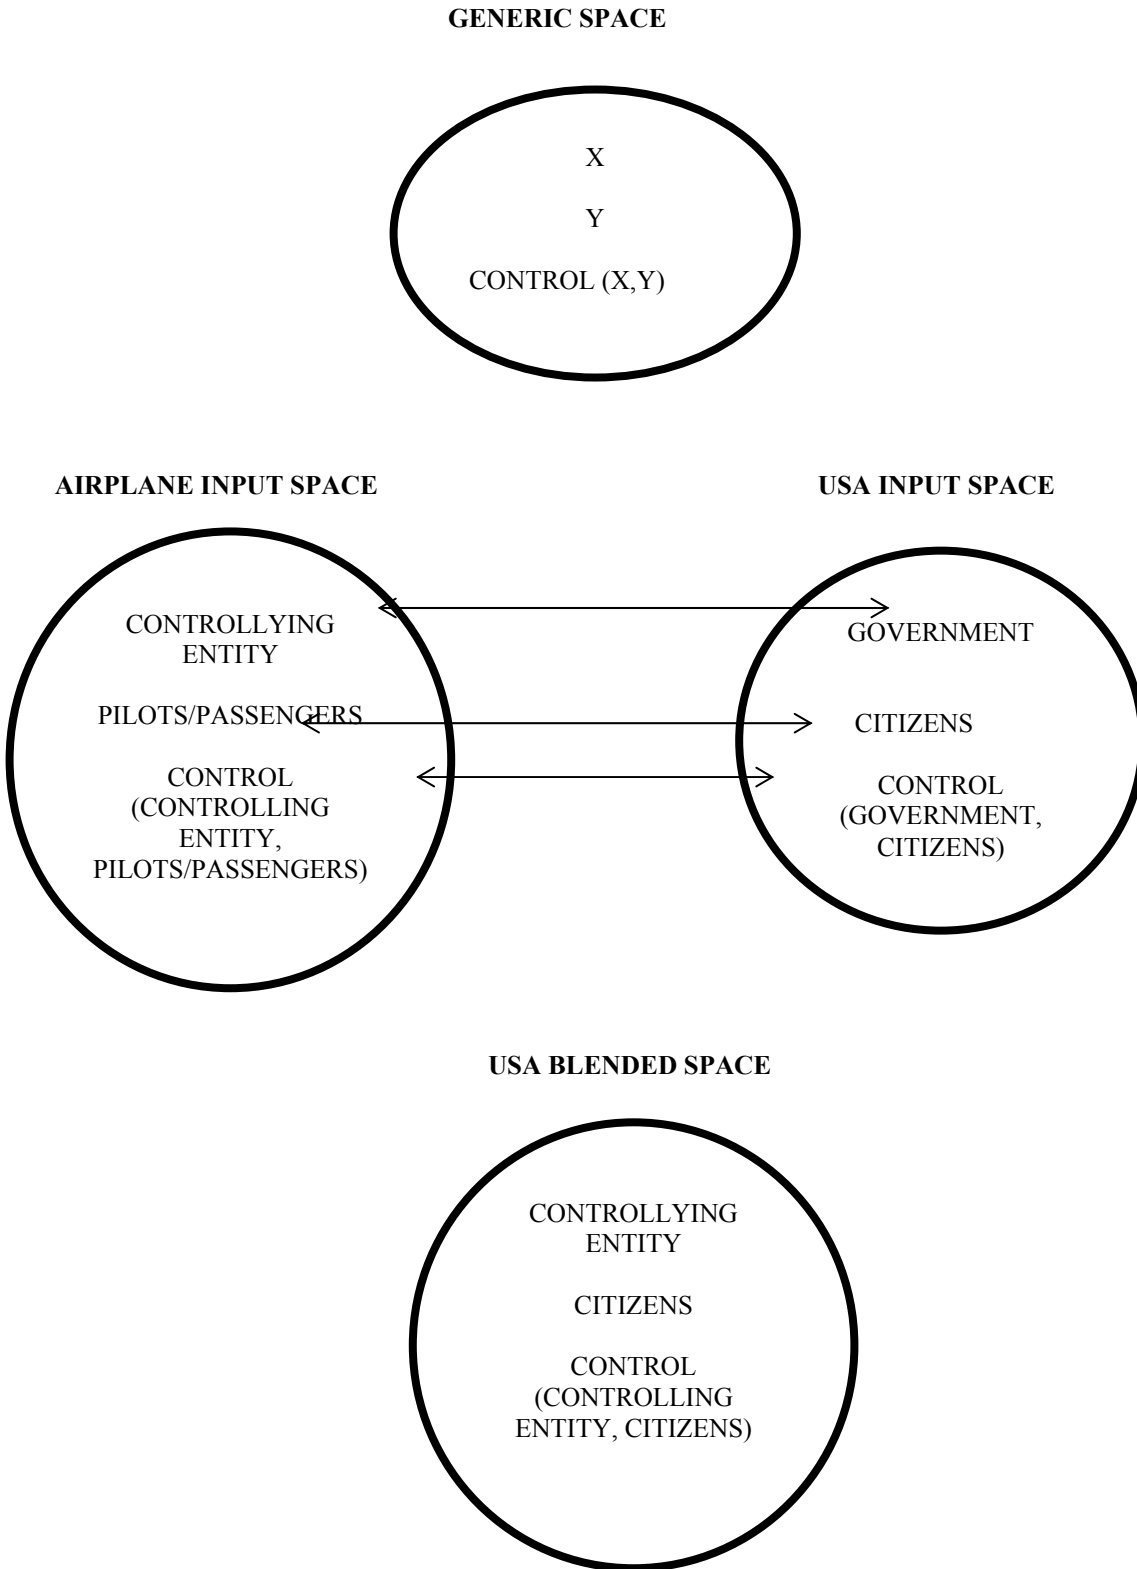 GENERIC SPACE
X
Y
CONTROL (X,Y)
AIRPLANE INPUT SPACE
CONTROLLYING
ENTITY
PILOTS/PASSENGERS
CONTROL
(CONTROLLING
ENTITY,
PILOTS/PASSENGERS)
USA INPUT SPACE
GOVERNMENT
CITIZENS
CONTROL
(GOVERNMENT,
CITIZENS)
USA BLENDED SPACE
CONTROLLYING
ENTITY
CITIZENS
CONTROL
(CONTROLLING
ENTITY, CITIZENS)